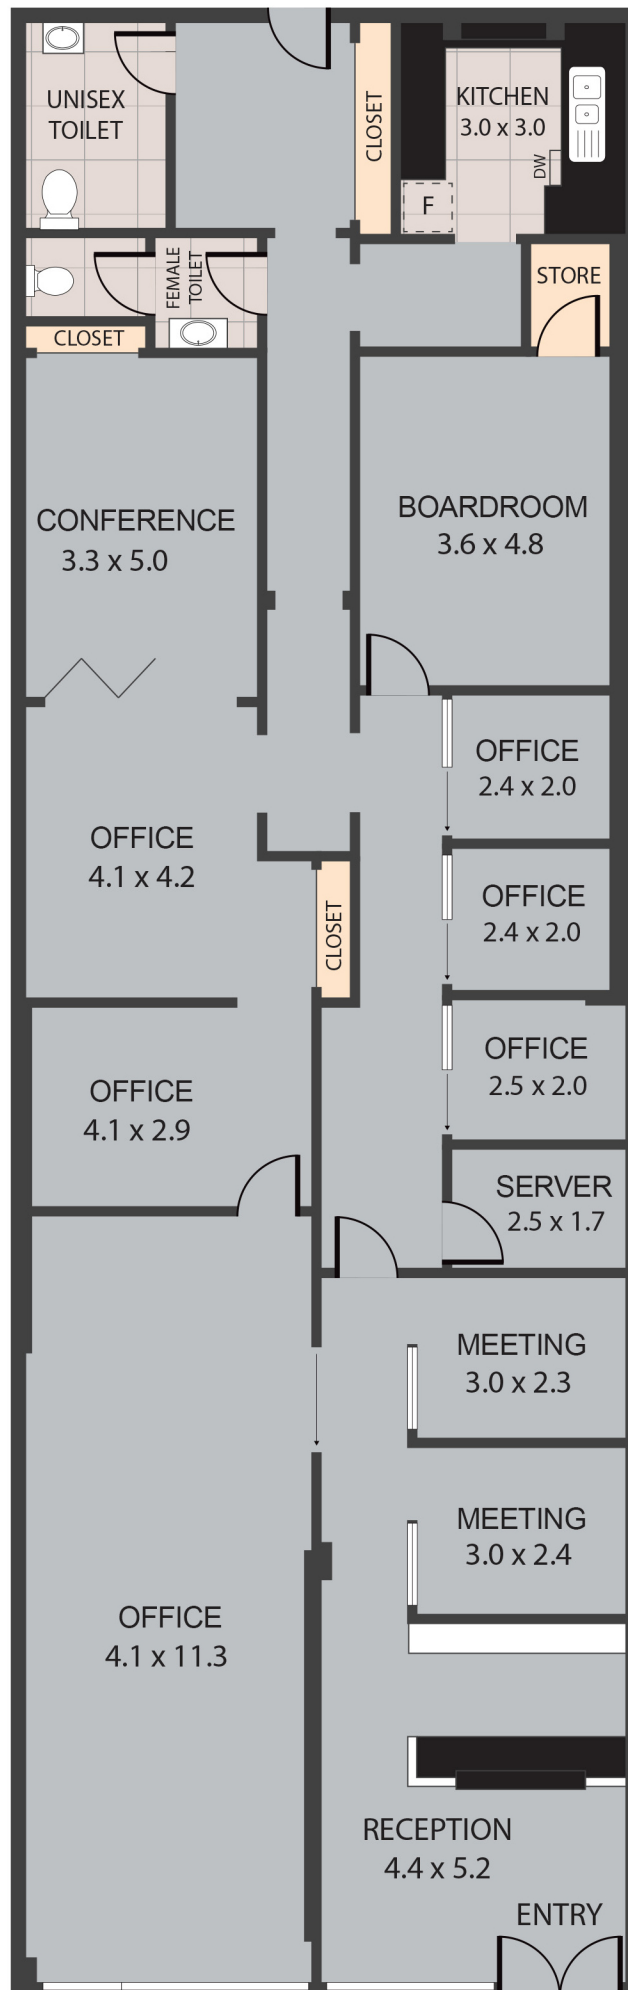 UNISEX
TOILET
CLOSET
KITCHEN
3.0 x 3.0
DW
F
FEMALE
TOILET
STORE
CLOSET
CONFERENCE
3.3 x 5.0
BOARDROOM
3.6 x 4.8
OFFICE
2.4 x 2.0
OFFICE
4.1 x 4.2
OFFICE
2.4 x 2.0
CLOSET
OFFICE
2.5 x 2.0
OFFICE
4.1 x 2.9
SERVER
2.5 x 1.7
MEETING
3.0 x 2.3
MEETING
3.0 x 2.4
OFFICE
4.1 x 11.3
RECEPTION
4.4 x 5.2
ENTRY